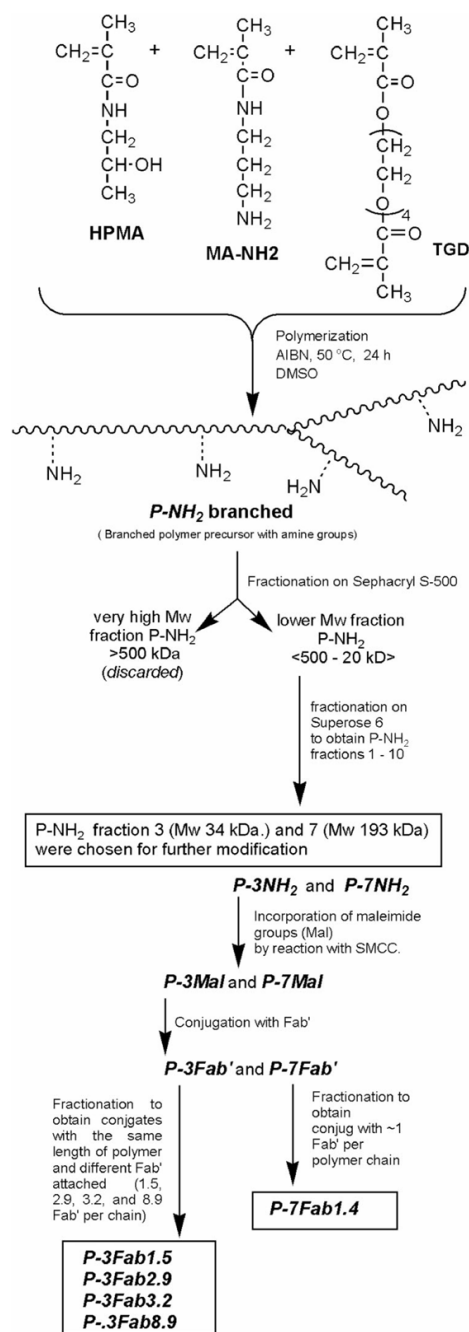 CH₃
CH₂=C
C=O
NH
CH₂
CH-OH
CH₃
HPMA
+
CH₃
CH₂=C
C=O
NH
CH₂
CH₂
CH₂
NH₂
MA-NH2
+
CH₃
CH₂=C
C=O
O
CH₂
CH₂
O
4
C=O
CH₂=C
CH₃
TGD
Polymerization
AIBN, 50 °C, 24 h
DMSO
NH₂
NH₂
H₂N
NH₂
P-NH₂ branched
( Branched polymer precursor with amine groups)
Fractionation on Sephacryl S-500
very high Mw
fraction P-NH₂
>500 kDa
(discarded)
lower Mw fraction
P-NH₂
<500 - 20 kD>
fractionation on
Superose 6
to obtain P-NH₂
fractions 1 - 10
P-NH₂ fraction 3 (Mw 34 kDa.) and 7 (Mw 193 kDa)
were chosen for further modification
P-3NH₂ and P-7NH₂
Incorporation of maleimide
groups (Mal)
by reaction with SMCC.
P-3Mal and P-7Mal
Conjugation with Fab'
P-3Fab' and P-7Fab'
Fractionation to
obtain conjgates
with the same
length of polymer
and different Fab'
attached (1.5,
2.9, 3.2, and 8.9
Fab' per chain)
Fractionation to
obtain
conjug with ~1
Fab' per
polymer chain
P-7Fab1.4
P-3Fab1.5
P-3Fab2.9
P-3Fab3.2
P-.3Fab8.9